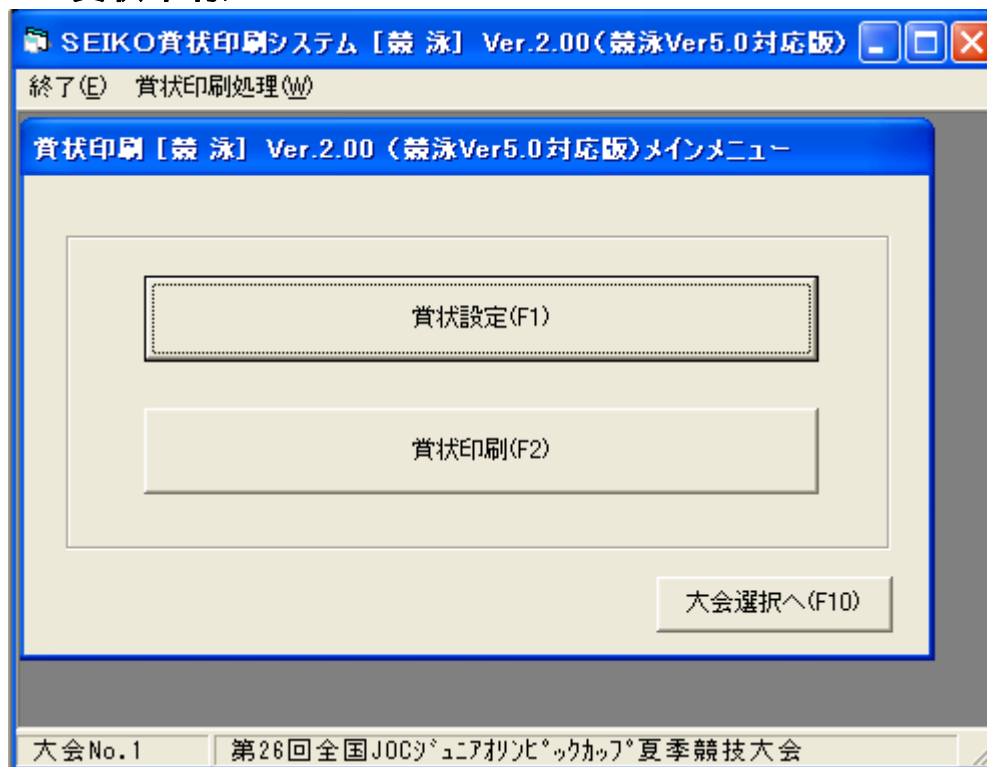 SEIKO賞状印刷システム [競 泳] Ver.2.00(競泳Ver5.0対応版)
終了(E) 賞状印刷処理(W)
賞状印刷 [競 泳] Ver.2.00 (競泳Ver5.0対応版)メインメニュー
賞状設定(F1)
賞状印刷(F2)
大会選択へ(F10)
大会No.1 第26回全国JOCｼﾞｭﾆｱｵﾘﾝﾋﾟｯｸｶｯﾌﾟ夏季競技大会